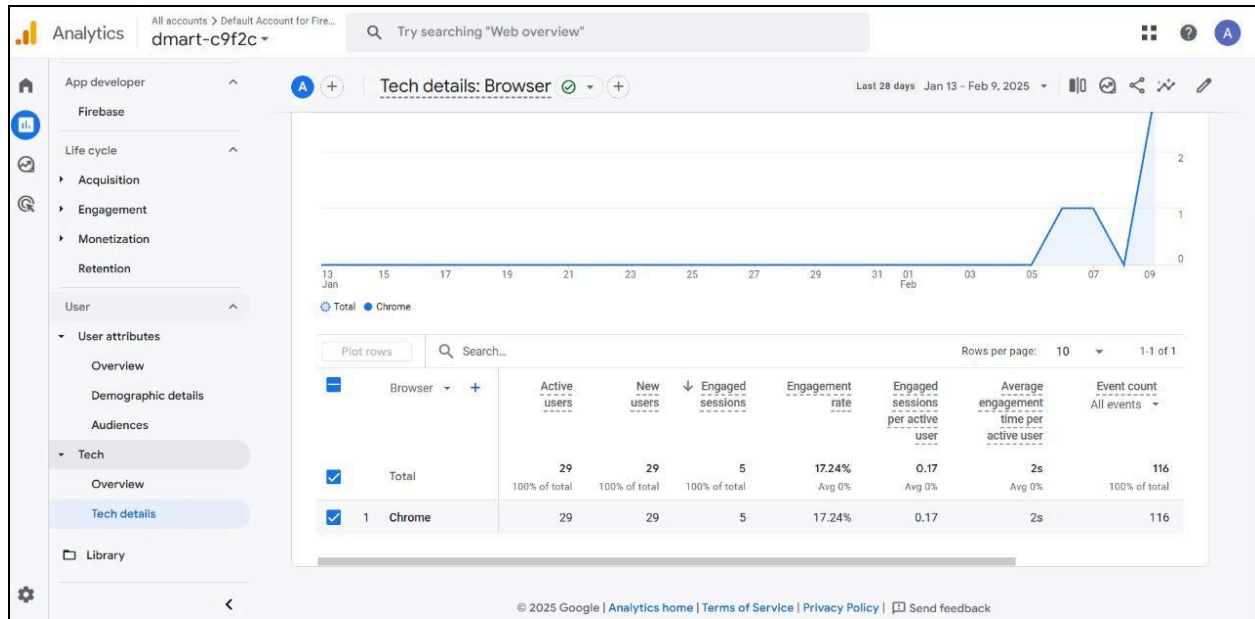 Analytics
All accounts > Default Account for Fire...
dmart-c9f2c
Try searching "Web overview"
A
App developer
Firebase
Life cycle
Acquisition
Engagement
Monetization
Retention
User
User attributes
Overview
Demographic details
Audiences
Tech
Overview
Tech details
Library
A
Tech details: Browser
Last 28 days Jan 13 - Feb 9, 2025
2
1
0
13 Jan 15 17 19 21 23 25 27 29 31 01 Feb 03 05 07 09
Total Chrome
Plot rows Search... Rows per page: 10 1-1 of 1
Browser + Active users New users Engaged sessions Engagement rate Engaged sessions per active user Average engagement time per active user Event count All events
Total 29 29 5 17.24% 0.17 2s 116
100% of total 100% of total 100% of total Avg 0% Avg 0% Avg 0% 100% of total
1 Chrome 29 29 5 17.24% 0.17 2s 116
© 2025 Google | Analytics home | Terms of Service | Privacy Policy | Send feedback